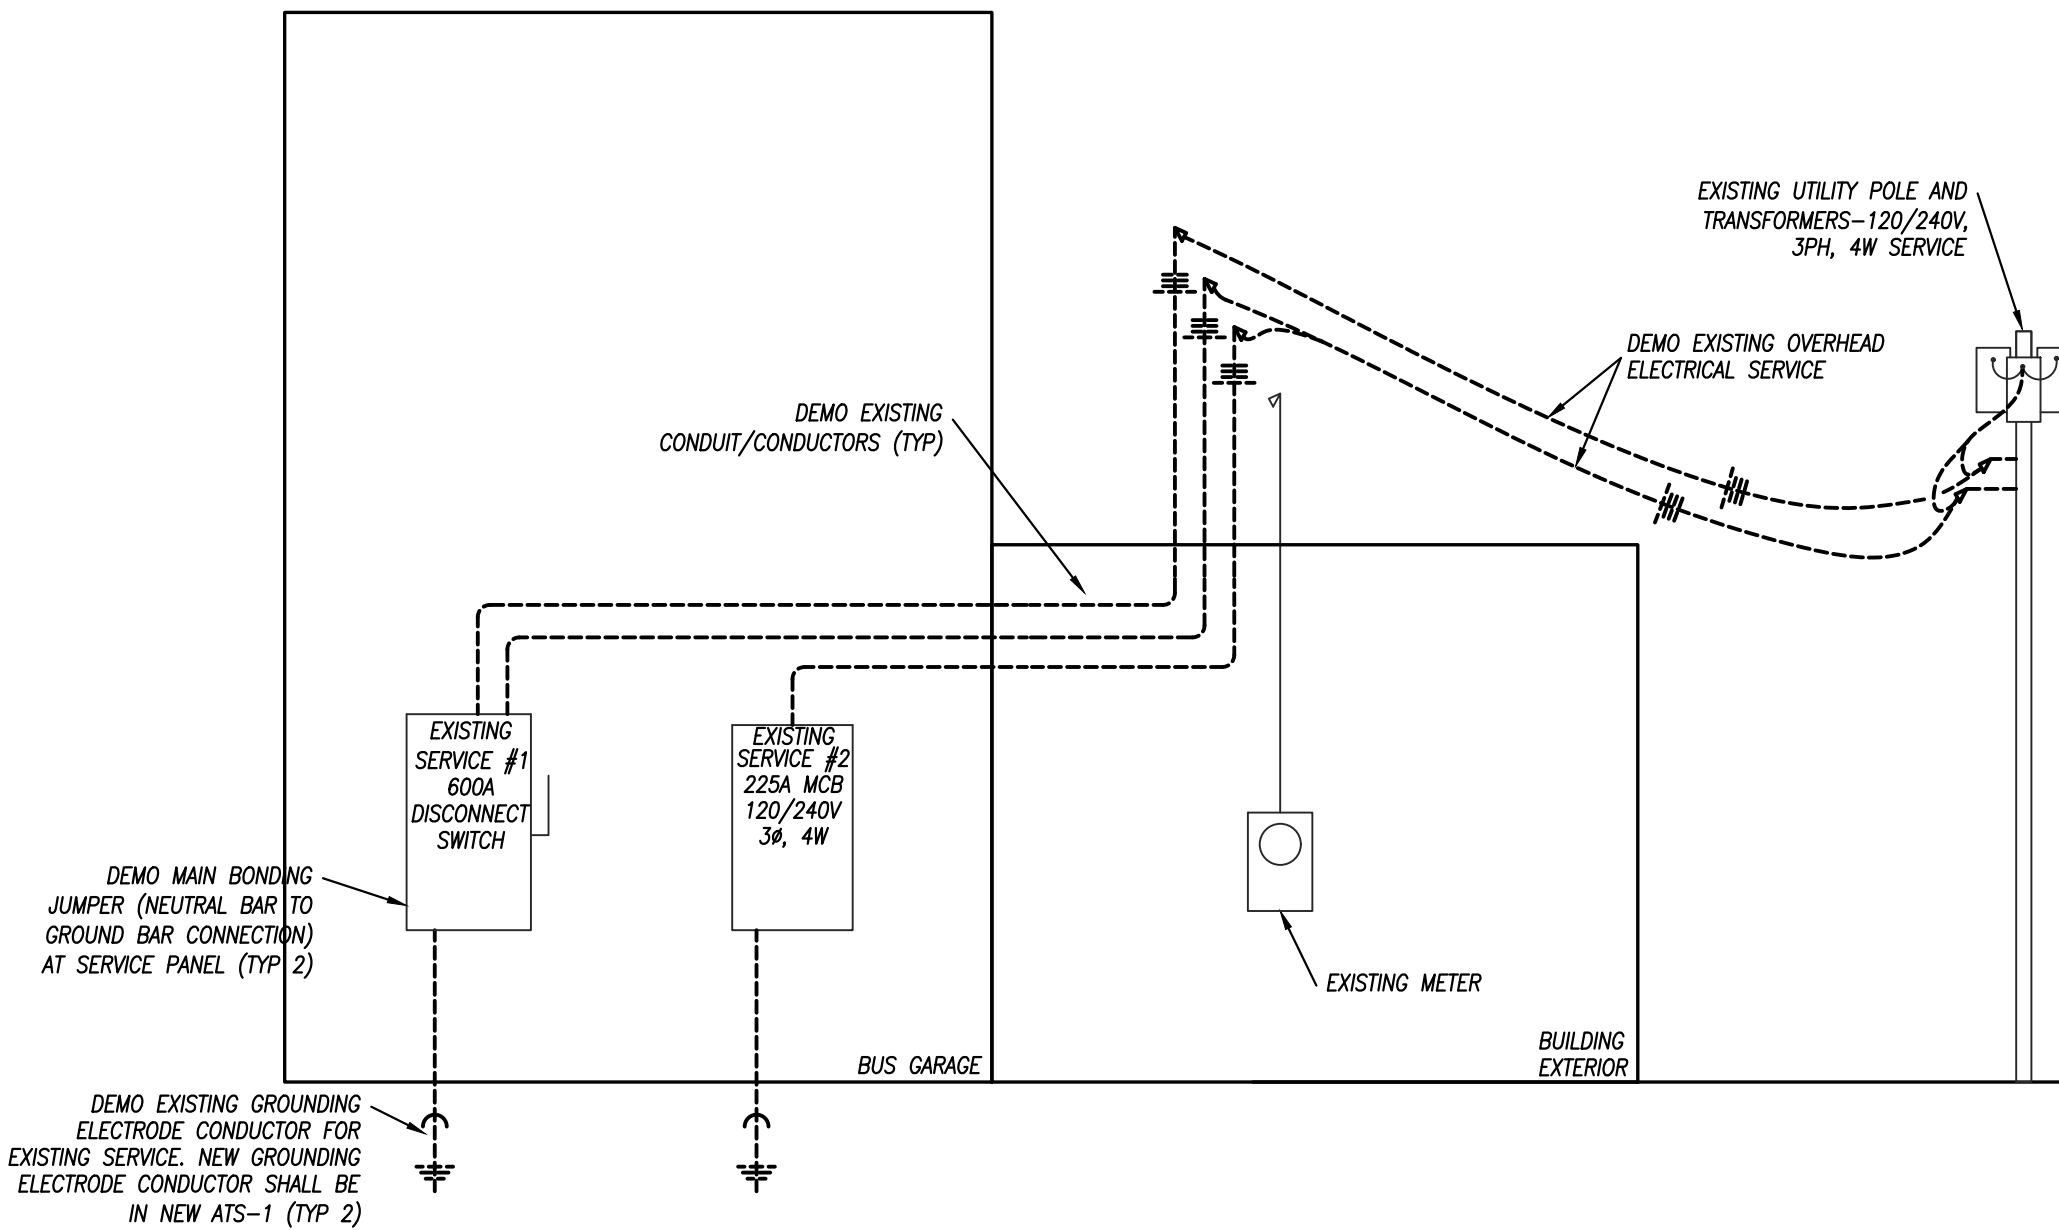 EXISTING UTILITY POLE AND
TRANSFORMERS-120/240V,
3PH, 4W SERVICE
DEMO EXISTING OVERHEAD
ELECTRICAL SERVICE
DEMO EXISTING
CONDUIT/CONDUCTORS (TYP)
EXISTING
SERVICE #1
600A
DISCONNECT
SWITCH
EXISTING
SERVICE #2
225A MCB
120/240V
3ø, 4W
DEMO MAIN BONDING
JUMPER (NEUTRAL BAR TO
GROUND BAR CONNECTION)
AT SERVICE PANEL (TYP 2)
EXISTING METER
BUS GARAGE
BUILDING
EXTERIOR
DEMO EXISTING GROUNDING
ELECTRODE CONDUCTOR FOR
EXISTING SERVICE. NEW GROUNDING
ELECTRODE CONDUCTOR SHALL BE
IN NEW ATS-1 (TYP 2)